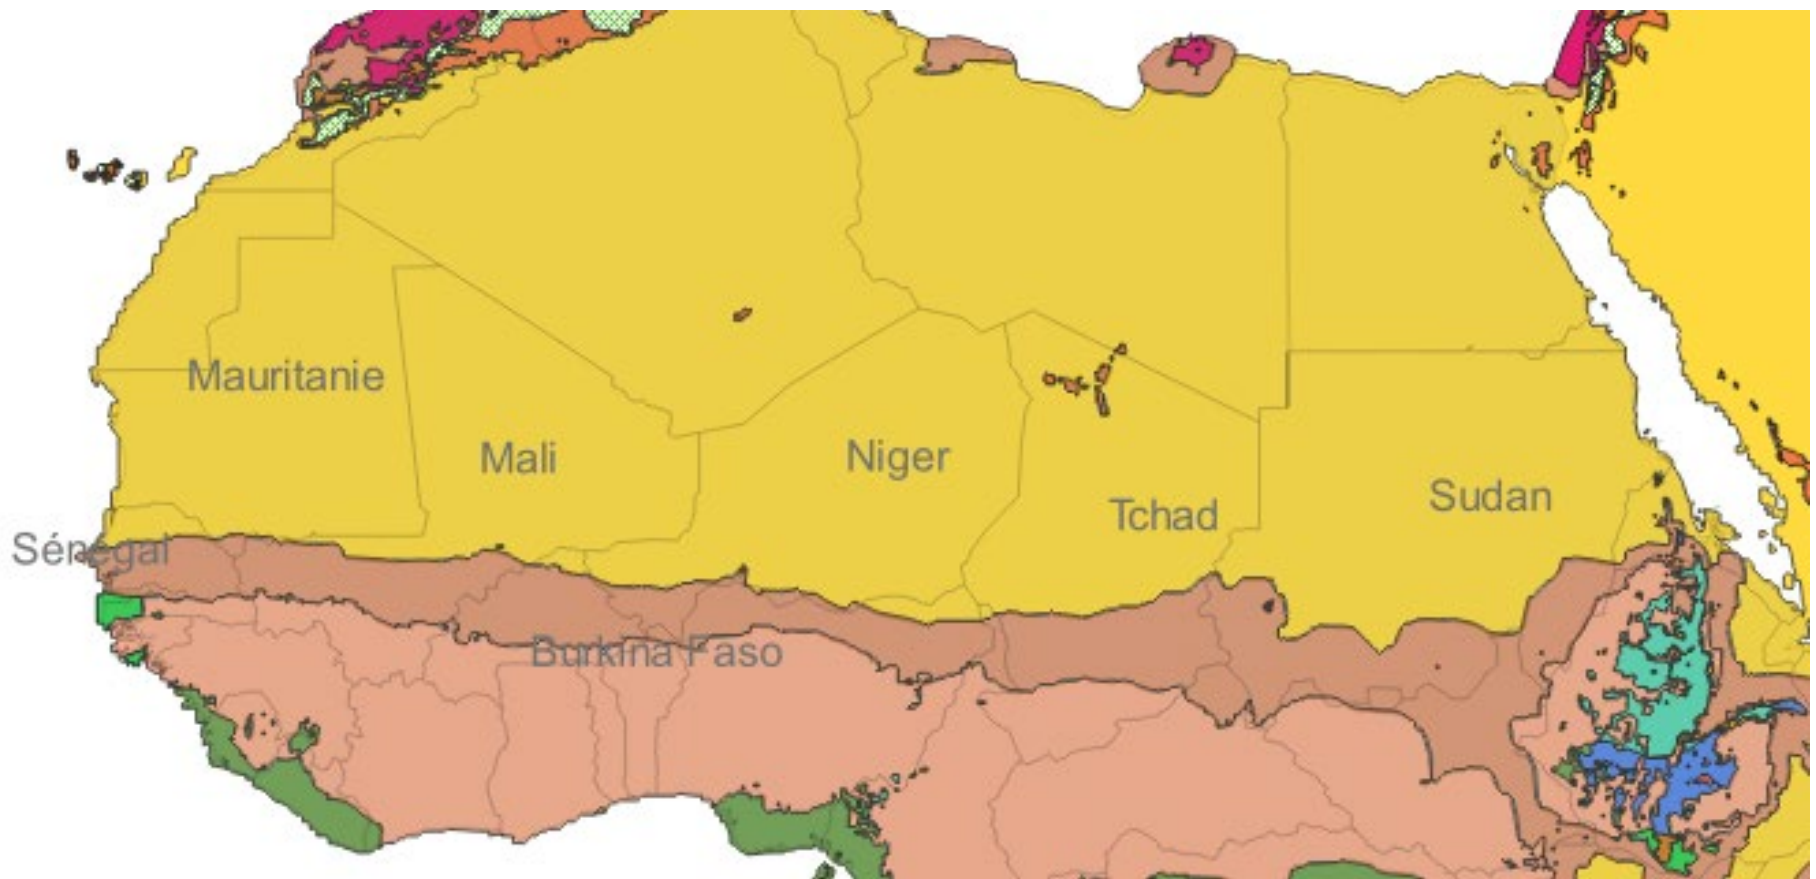 Mauritanie
Mali
Niger
Tchad
Sudan
Sénégal
Burkina Faso